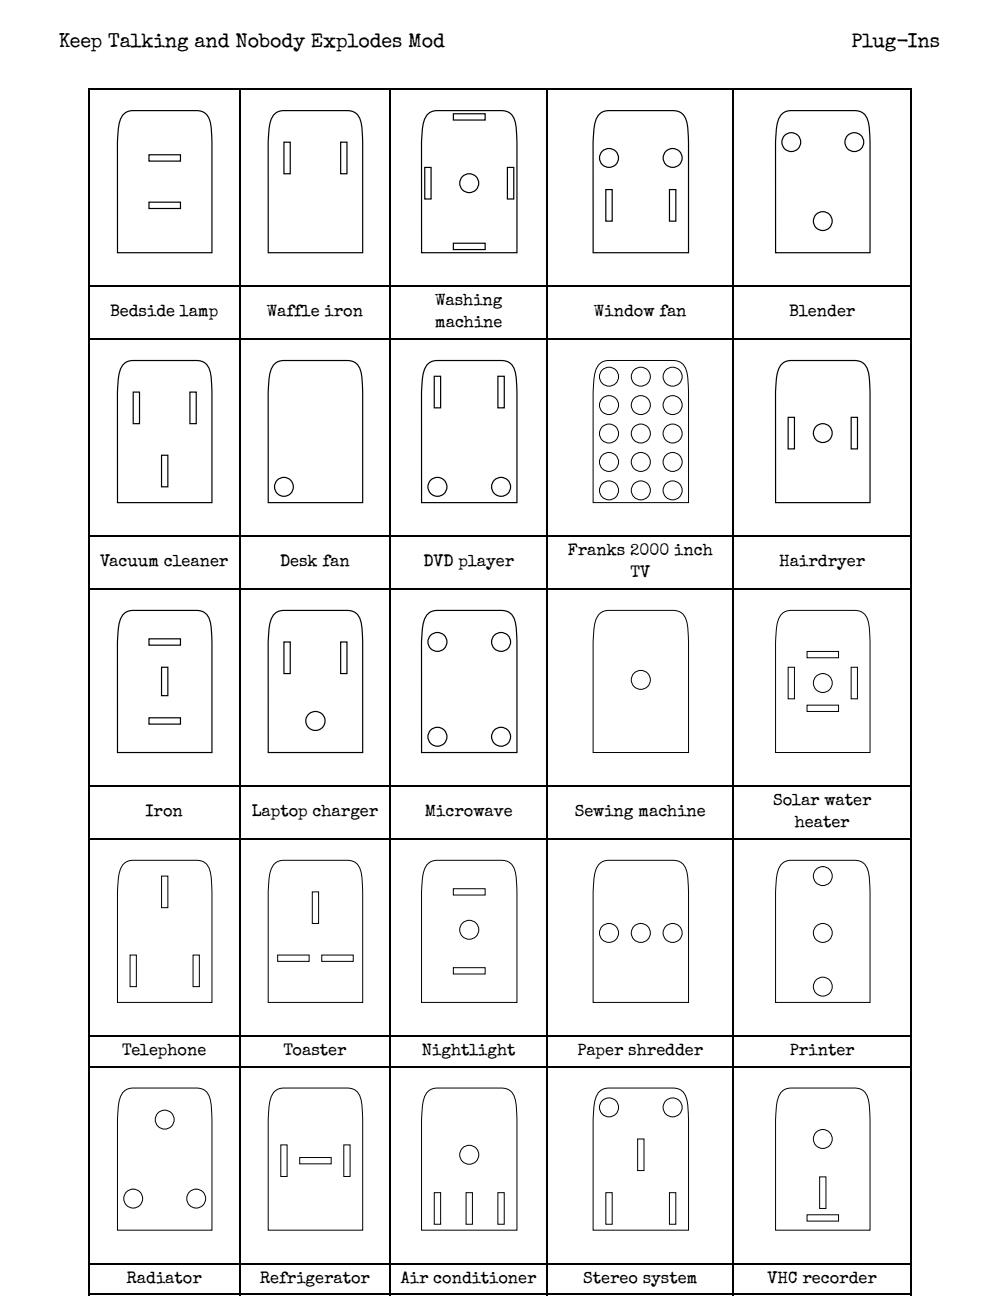 Keep Talking and Nobody Explodes Mod
Plug-Ins
Bedside lamp
Waffle iron
Washing
machine
Window fan
Blender
Vacuum cleaner
Desk fan
DVD player
Franks 2000 inch
TV
Hairdryer
Iron
Laptop charger
Microwave
Sewing machine
Solar water
heater
Telephone
Toaster
Nightlight
Paper shredder
Printer
Radiator
Refrigerator
Air conditioner
Stereo system
VHC recorder